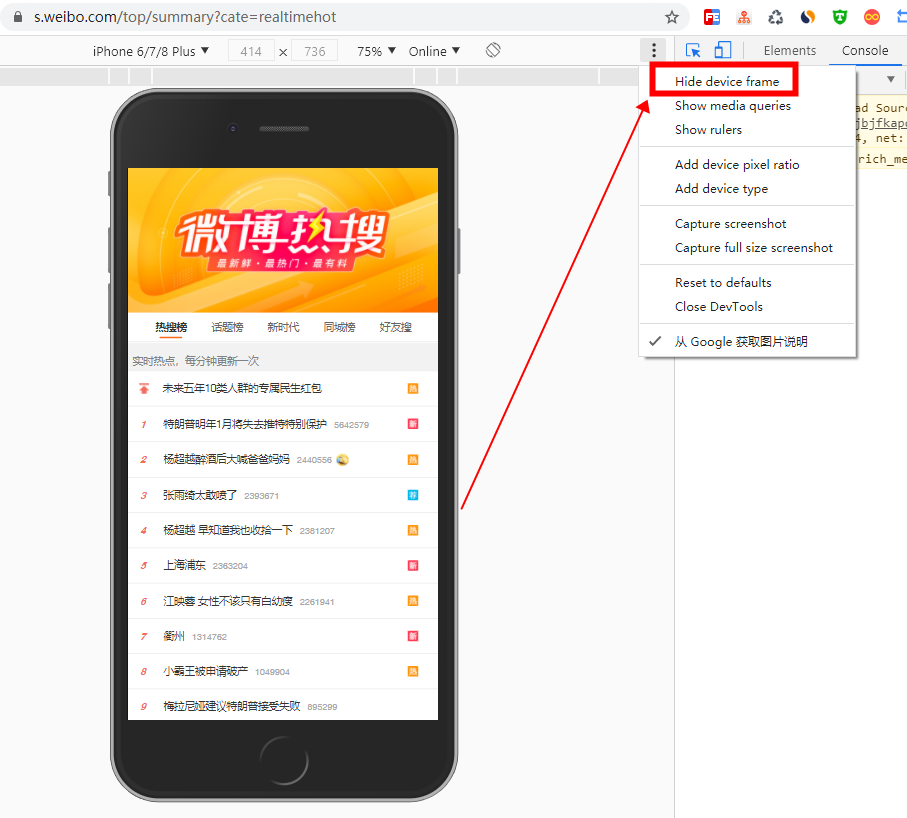 s.weibo.com/top/summary?cate=realtimehot
iPhone 6/7/8 Plus ▼ 414 × 736 75% ▼ Online ▼
Elements Console
Hide device frame
Show media queries
Show rulers
Add device pixel ratio
Add device type
Capture screenshot
Capture full size screenshot
Reset to defaults
Close DevTools
✓ 从 Google 获取图片说明
ad Sourc
jbjfkapd
4, net:
rich_me
微博热搜
最新鲜·最热门·最有料
热搜榜 话题榜 新时代 同城榜 好友搜
实时热点，每分钟更新一次
未来五年10类人群的专属民生红包 热
1 特朗普明年1月将失去推特特别保护 5642579 新
2 杨超越醉酒后大喊爸爸妈妈 2440556 热
3 张雨绮太敢喷了 2393671 荐
4 杨超越 早知道我也收拾一下 2381207 热
5 上海浦东 2363204 新
6 江映蓉 女性不该只有白幼瘦 2261941 热
7 衢州 1314762 新
8 小霸王被申请破产 1049904 热
9 梅拉尼娅建议特朗普接受失败 895299